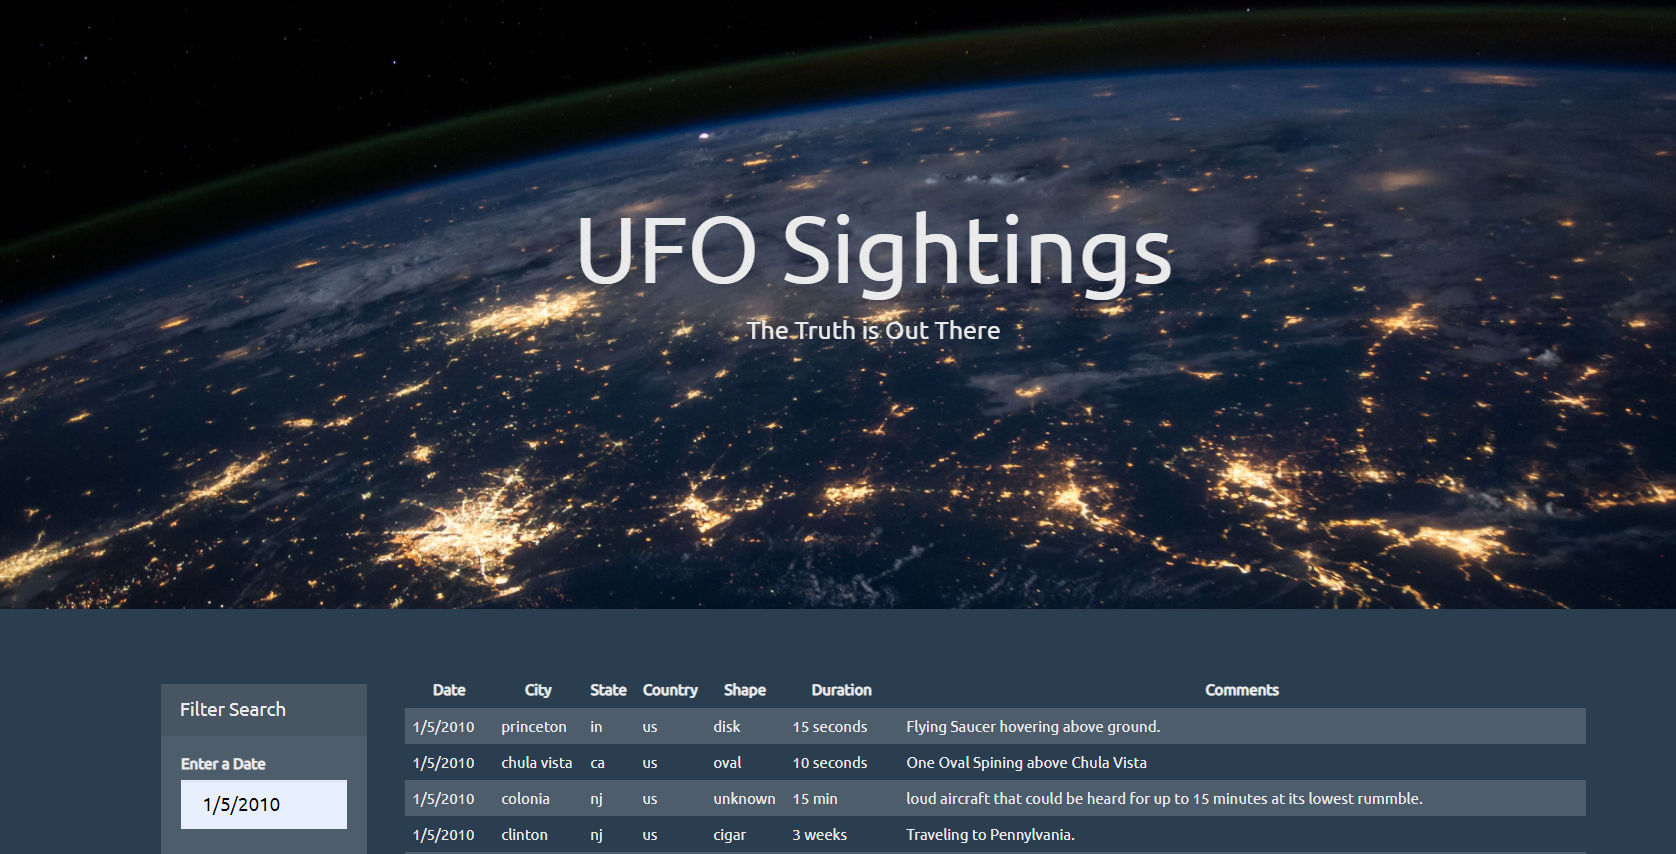 UFO Sightings
The Truth is Out There
Filter Search
Enter a Date
1/5/2010
Date City State Country Shape Duration Comments
1/5/2010 princeton in us disk 15 seconds Flying Saucer hovering above ground.
1/5/2010 chula vista ca us oval 10 seconds One Oval Spining above Chula Vista
1/5/2010 colonia nj us unknown 15 min loud aircraft that could be heard for up to 15 minutes at its lowest rummble.
1/5/2010 clinton nj us cigar 3 weeks Traveling to Pennylvania.